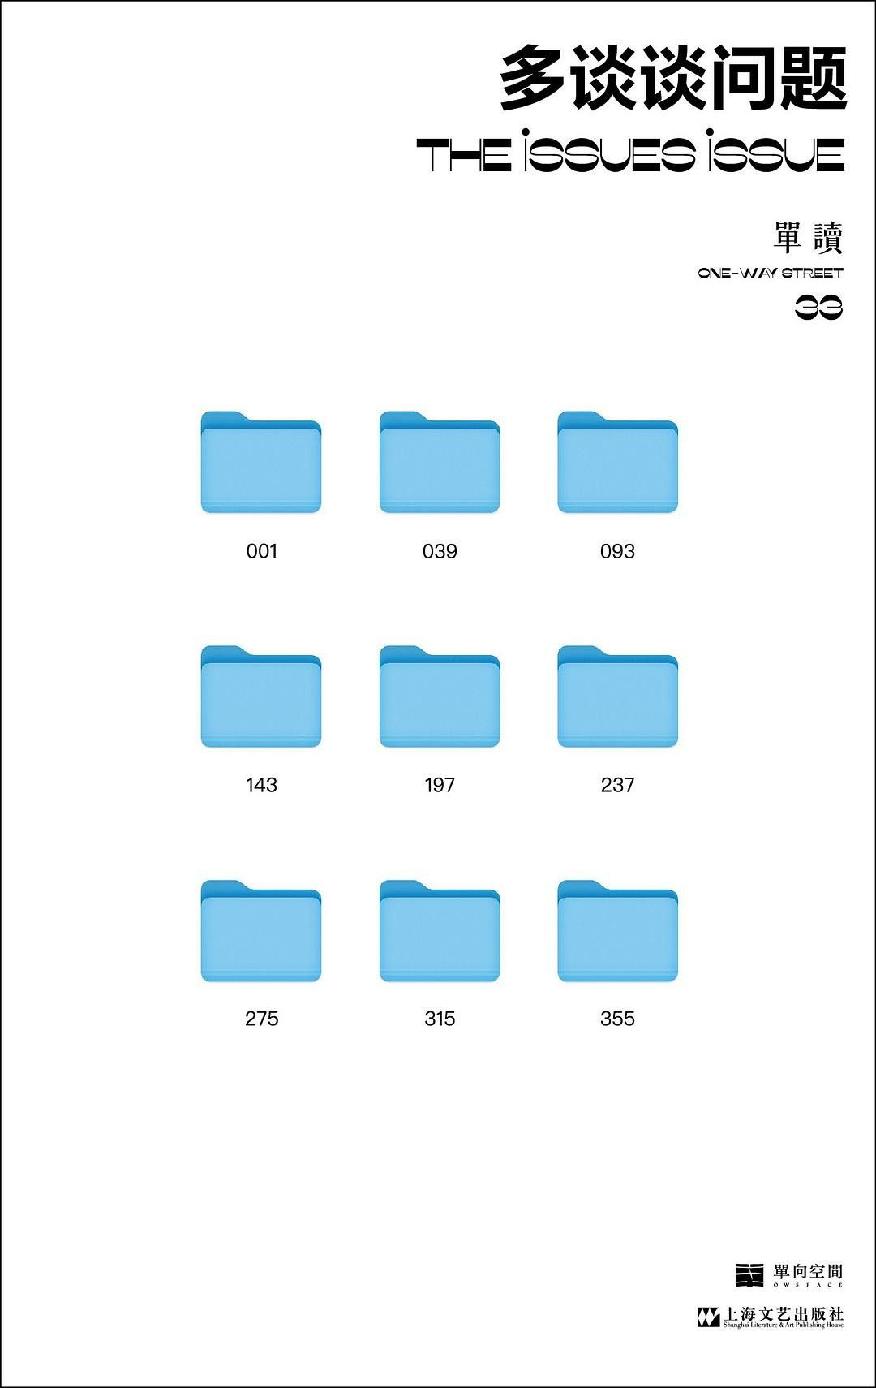 多谈谈问题
THE iSSUES iSSUE
單讀
ONE-WAY STREET
33
001
039
093
143
197
237
275
315
355
單向空間
OWSPACE
上海文艺出版社
Shanghai Literature & Art Publishing House